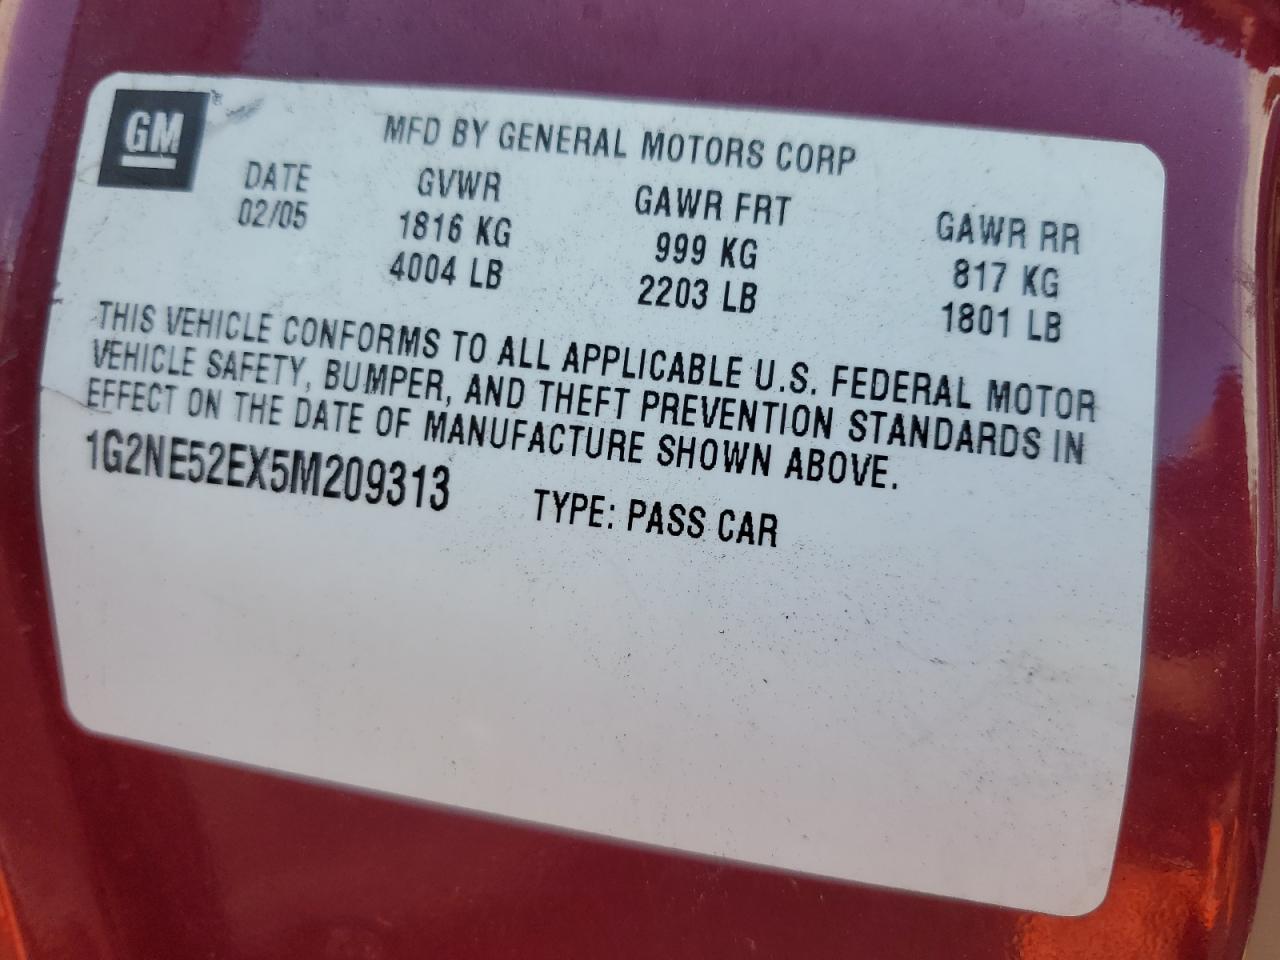 GM
MFD BY GENERAL MOTORS CORP
DATE GVWR GAWR FRT GAWR RR
02/05 1816 KG 999 KG 817 KG
4004 LB 2203 LB 1801 LB
THIS VEHICLE CONFORMS TO ALL APPLICABLE U.S. FEDERAL MOTOR
VEHICLE SAFETY, BUMPER, AND THEFT PREVENTION STANDARDS IN
EFFECT ON THE DATE OF MANUFACTURE SHOWN ABOVE.
1G2NE52EX5M209313 TYPE: PASS CAR